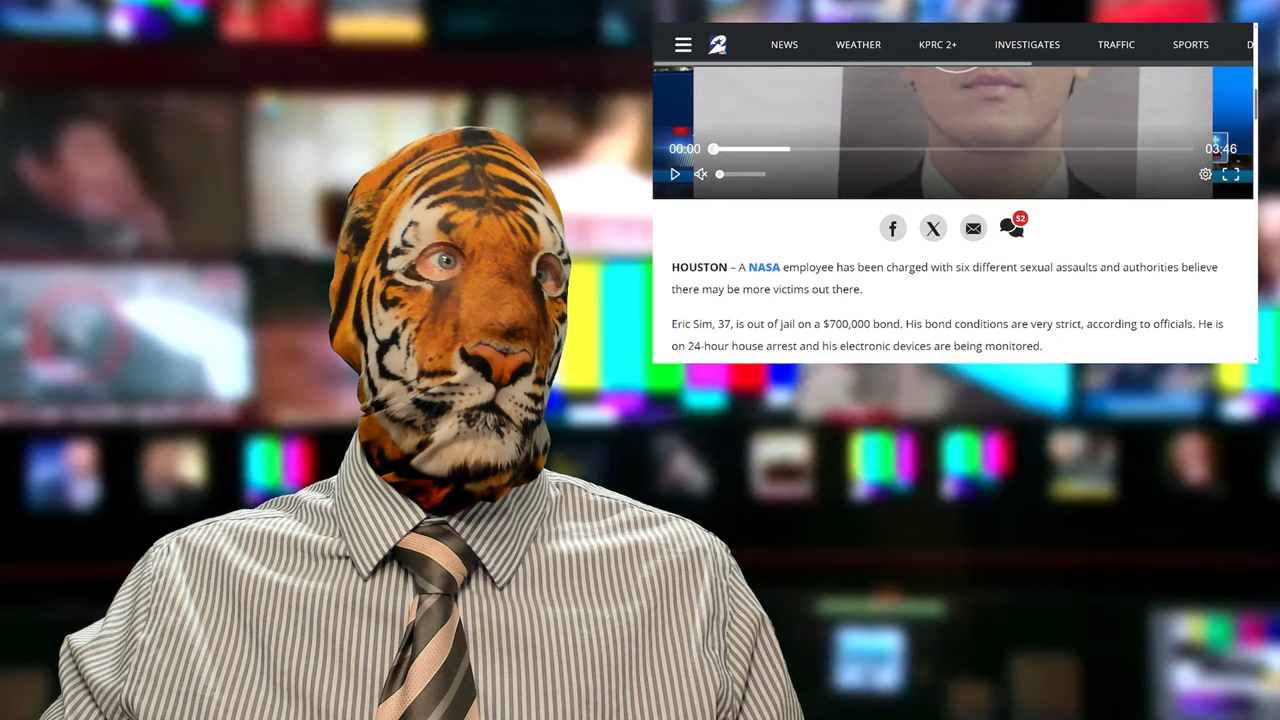 NEWS WEATHER KPRC 2+ INVESTIGATES TRAFFIC SPORTS D
00:00 03:46
52
HOUSTON – A NASA employee has been charged with six different sexual assaults and authorities believe
there may be more victims out there.
Eric Sim, 37, is out of jail on a $700,000 bond. His bond conditions are very strict, according to officials. He is
on 24-hour house arrest and his electronic devices are being monitored.